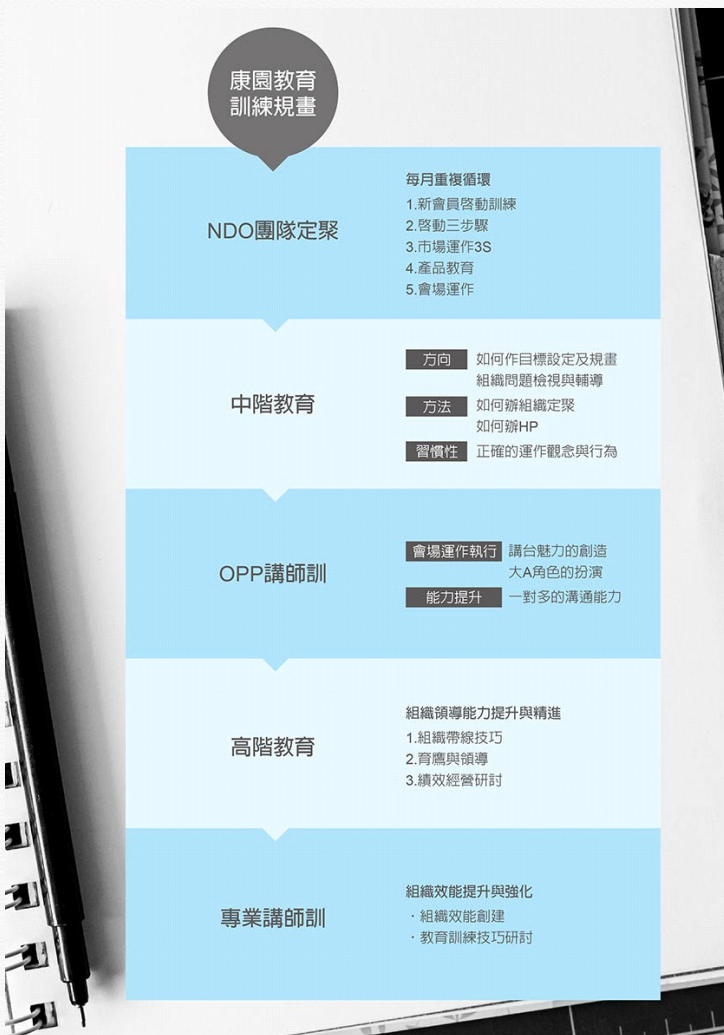 康園教育
訓練規畫
NDO團隊定聚
每月重複循環
1.新會員啓動訓練
2.啓動三步驟
3.市場運作3S
4.產品教育
5.會場運作
中階教育
方向 如何作目標設定及規畫
組織問題檢視與輔導
方法 如何辦組織定聚
如何辦HP
習慣性 正確的運作觀念與行為
OPP講師訓
會場運作執行 講台魅力的創造
大A角色的扮演
能力提升 一對多的溝通能力
高階教育
組織領導能力提升與精進
1.組織帶線技巧
2.育鷹與領導
3.績效經營研討
專業講師訓
組織效能提升與強化
·組織效能創建
·教育訓練技巧研討